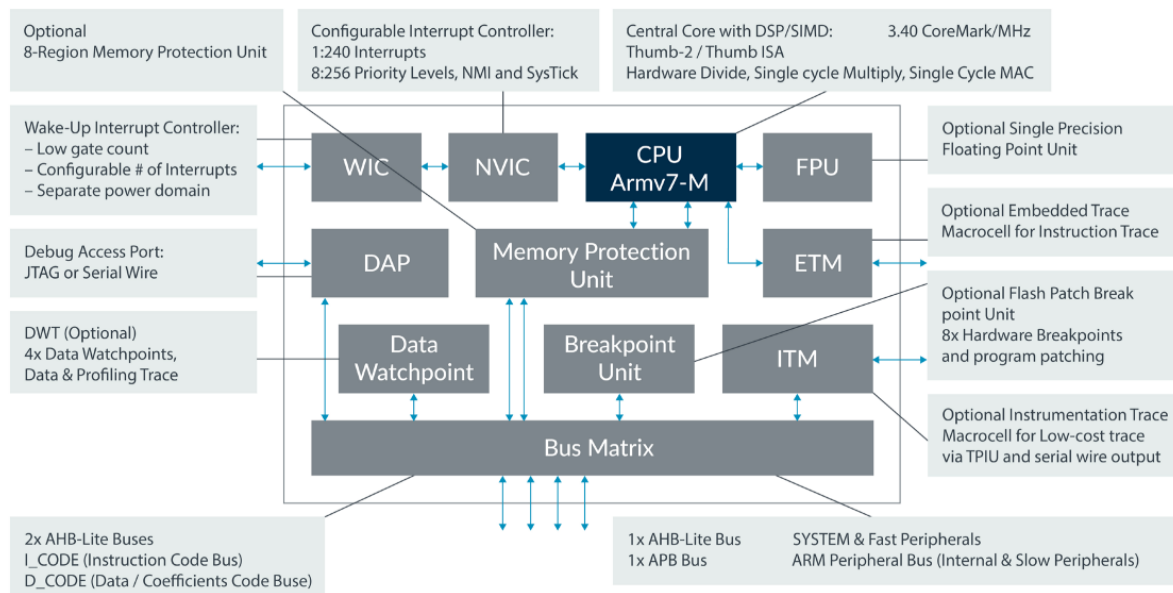 Optional
8-Region Memory Protection Unit
Configurable Interrupt Controller:
1:240 Interrupts
8:256 Priority Levels, NMI and SysTick
Central Core with DSP/SIMD: 3.40 CoreMark/MHz
Thumb-2 / Thumb ISA
Hardware Divide, Single cycle Multiply, Single Cycle MAC
Wake-Up Interrupt Controller:
– Low gate count
– Configurable # of Interrupts
– Separate power domain
WIC
NVIC
CPU
Armv7-M
FPU
Optional Single Precision
Floating Point Unit
Debug Access Port:
JTAG or Serial Wire
DAP
Memory Protection
Unit
ETM
Optional Embedded Trace
Macrocell for Instruction Trace
DWT (Optional)
4x Data Watchpoints,
Data & Profiling Trace
Data
Watchpoint
Breakpoint
Unit
ITM
Optional Flash Patch Break
point Unit
8x Hardware Breakpoints
and program patching
Bus Matrix
Optional Instrumentation Trace
Macrocell for Low-cost trace
via TPIU and serial wire output
2x AHB-Lite Buses
I_CODE (Instruction Code Bus)
D_CODE (Data / Coefficients Code Buse)
1x AHB-Lite Bus SYSTEM & Fast Peripherals
1x APB Bus ARM Peripheral Bus (Internal & Slow Peripherals)